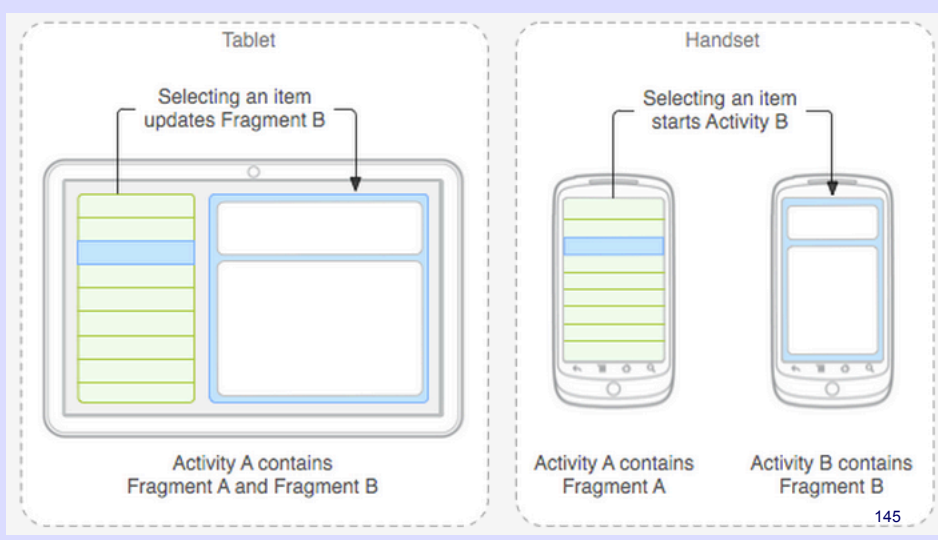 Tablet
Selecting an item
updates Fragment B
Activity A contains
Fragment A and Fragment B
Handset
Selecting an item
starts Activity B
Activity A contains
Fragment A
Activity B contains
Fragment B
145